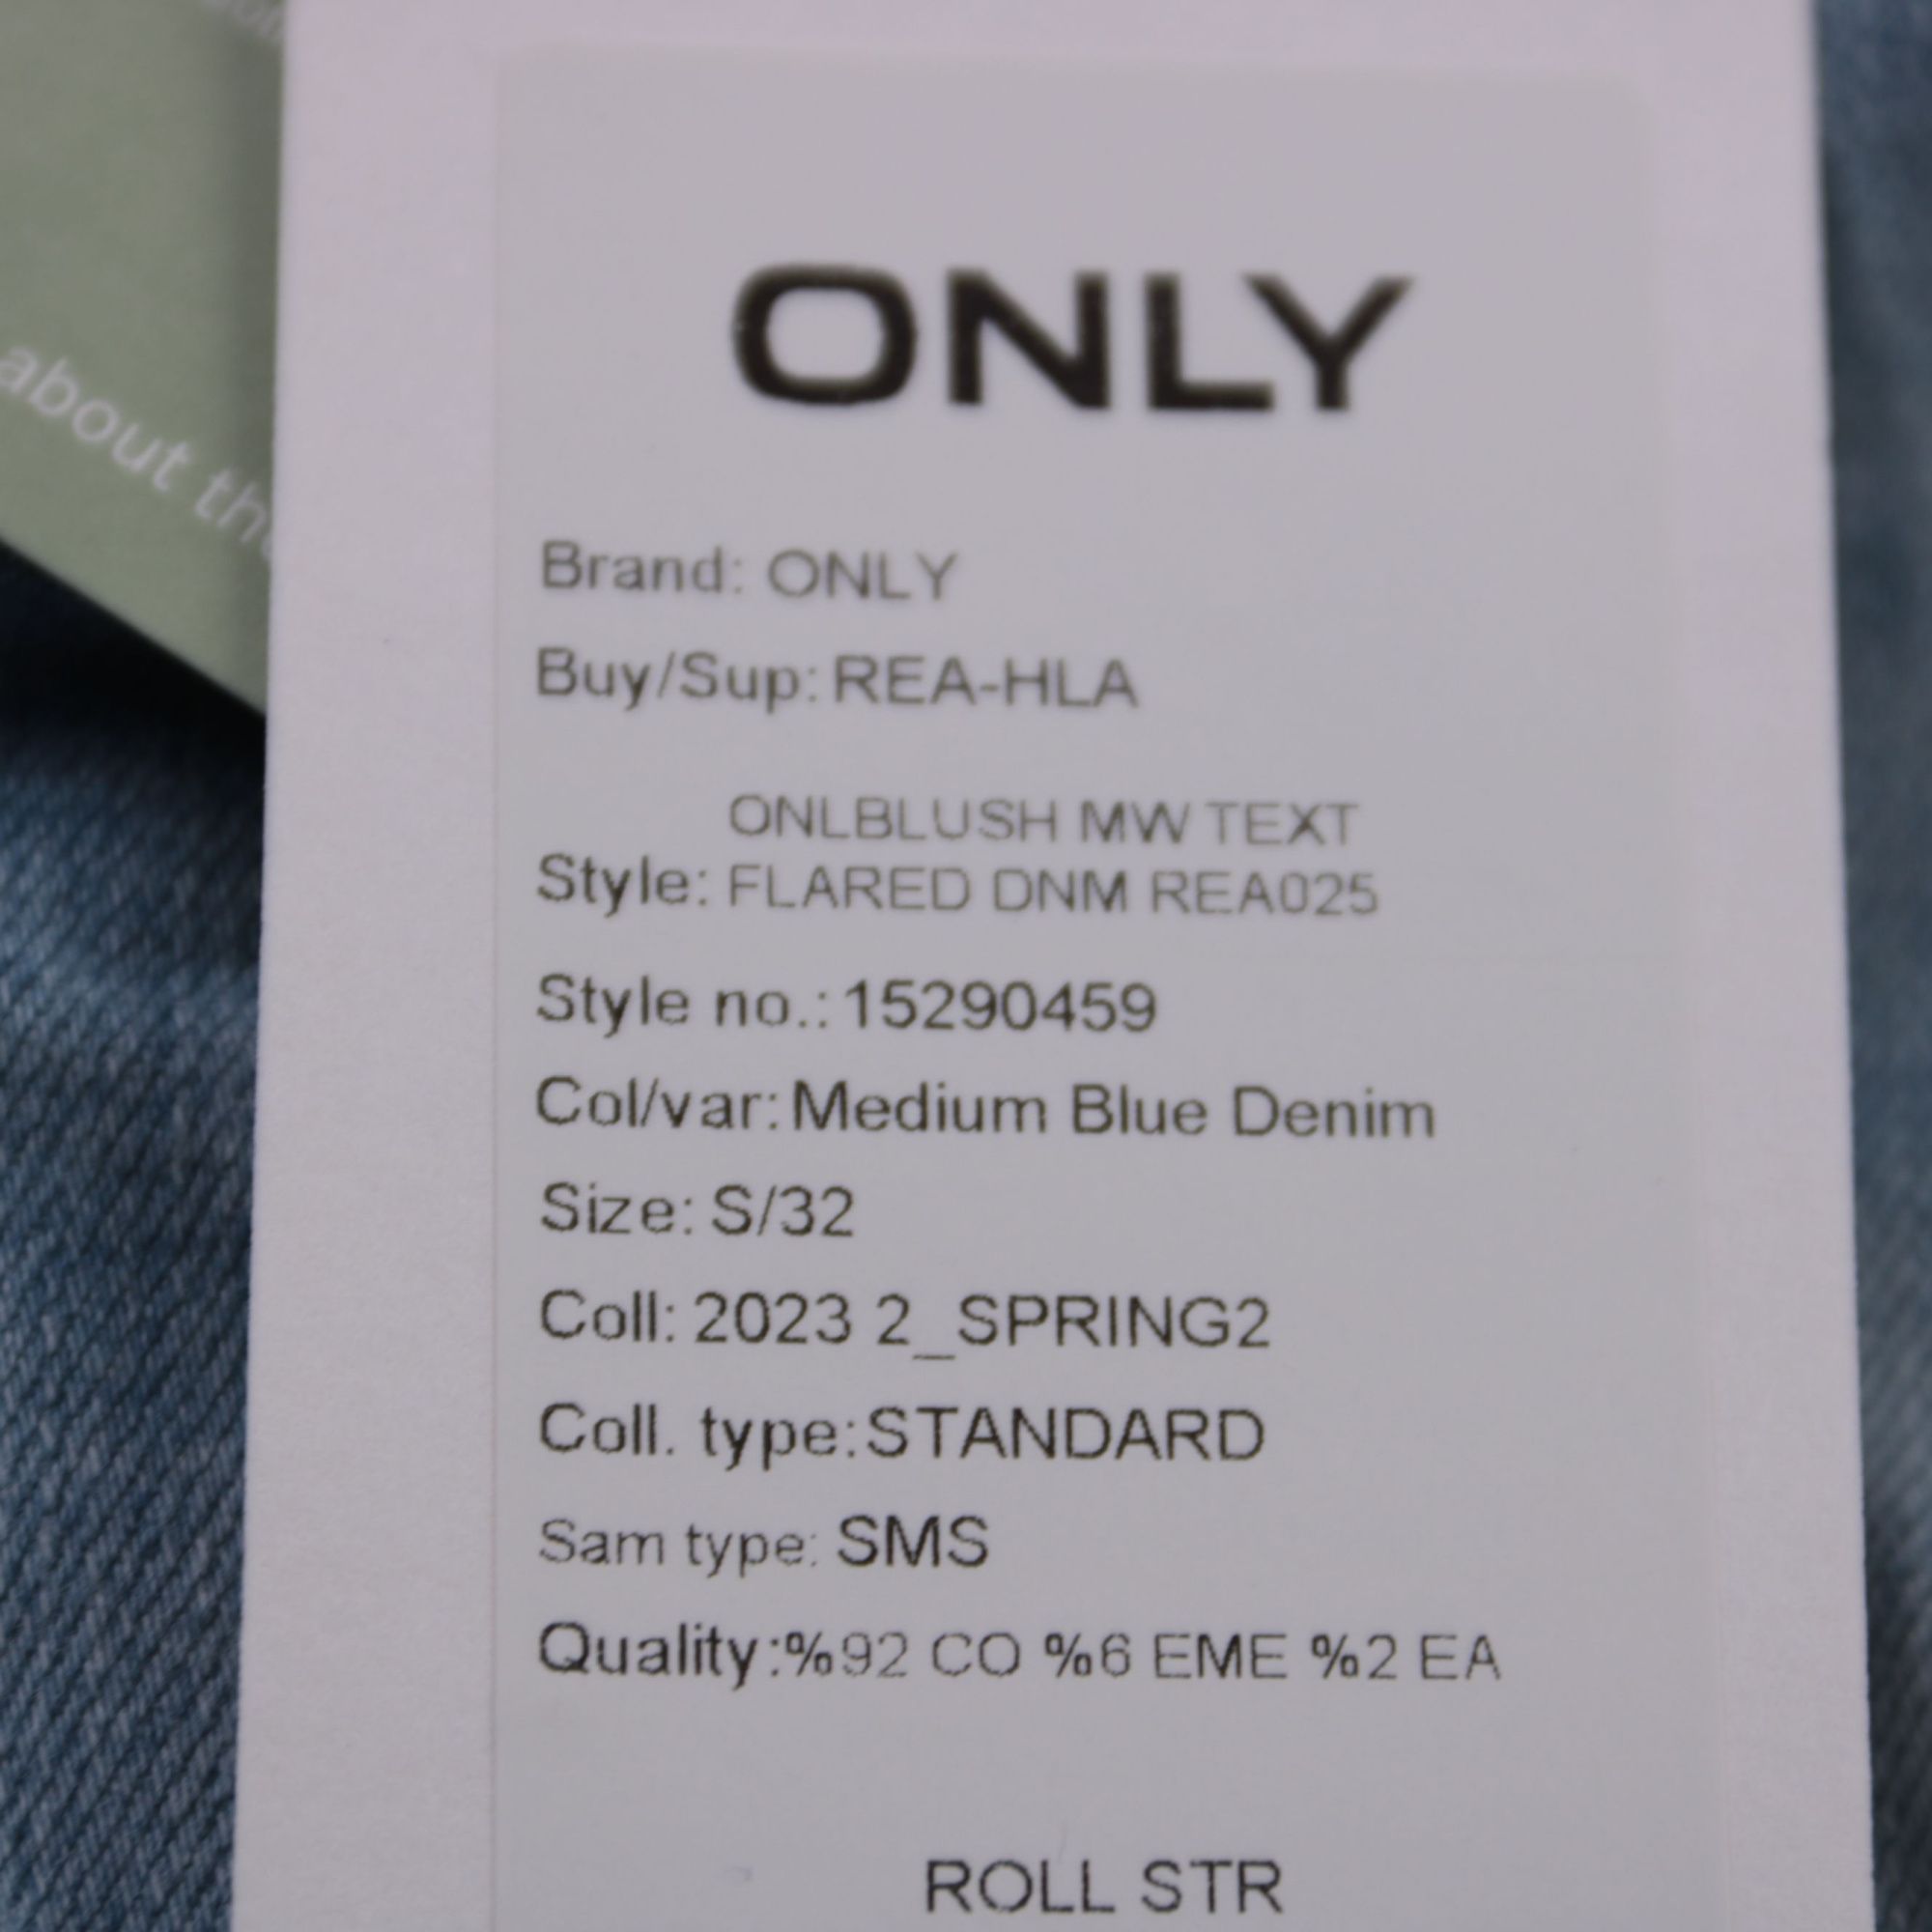 about the
ONLY
Brand: ONLY
Buy/Sup: REA-HLA
ONLBLUSH MW TEXT
Style: FLARED DNM REA025
Style no.: 15290459
Col/var: Medium Blue Denim
Size: S/32
Coll: 2023 2_SPRING2
Coll. type: STANDARD
Sam type: SMS
Quality: %92 CO %6 EME %2 EA
ROLL STR